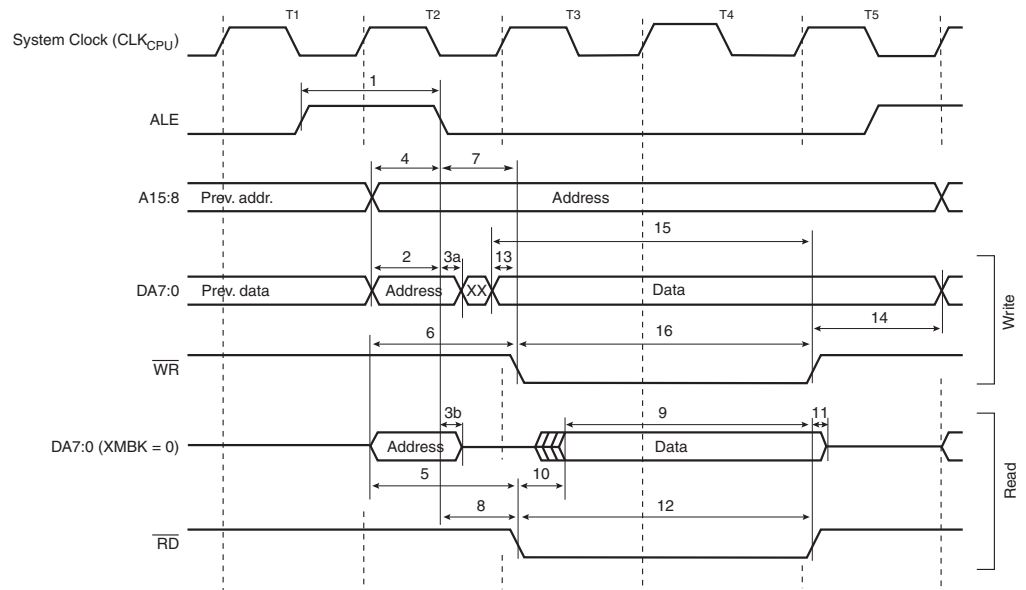 T1 T2 T3 T4 T5
System Clock (CLKCPU)
1
ALE
4 7
A15:8 Prev. addr. Address
15
2 3a 13
DA7:0 Prev. data Address XX Data
14
6 16
WR
Write
3b 9 11
DA7:0 (XMBK = 0) Address Data
5 10
8 12
RD
Read